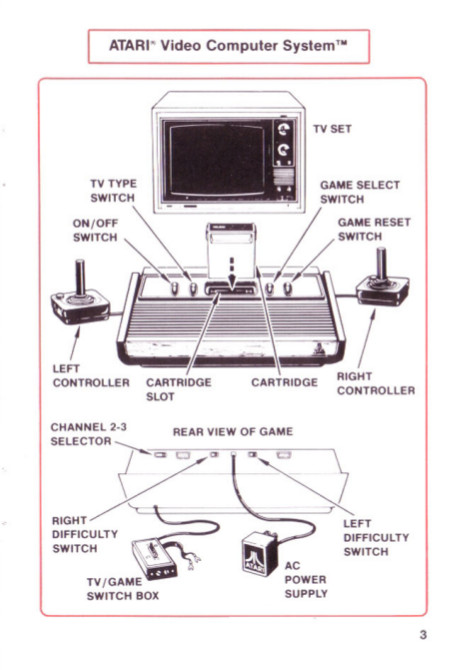 ATARI® Video Computer System™
TV SET
TV TYPE
SWITCH
GAME SELECT
SWITCH
ON/OFF
SWITCH
GAME RESET
SWITCH
LEFT
CONTROLLER
CARTRIDGE
SLOT
CARTRIDGE
RIGHT
CONTROLLER
CHANNEL 2-3
SELECTOR
REAR VIEW OF GAME
RIGHT
DIFFICULTY
SWITCH
LEFT
DIFFICULTY
SWITCH
TV/GAME
SWITCH BOX
ATARI
AC
POWER
SUPPLY
3